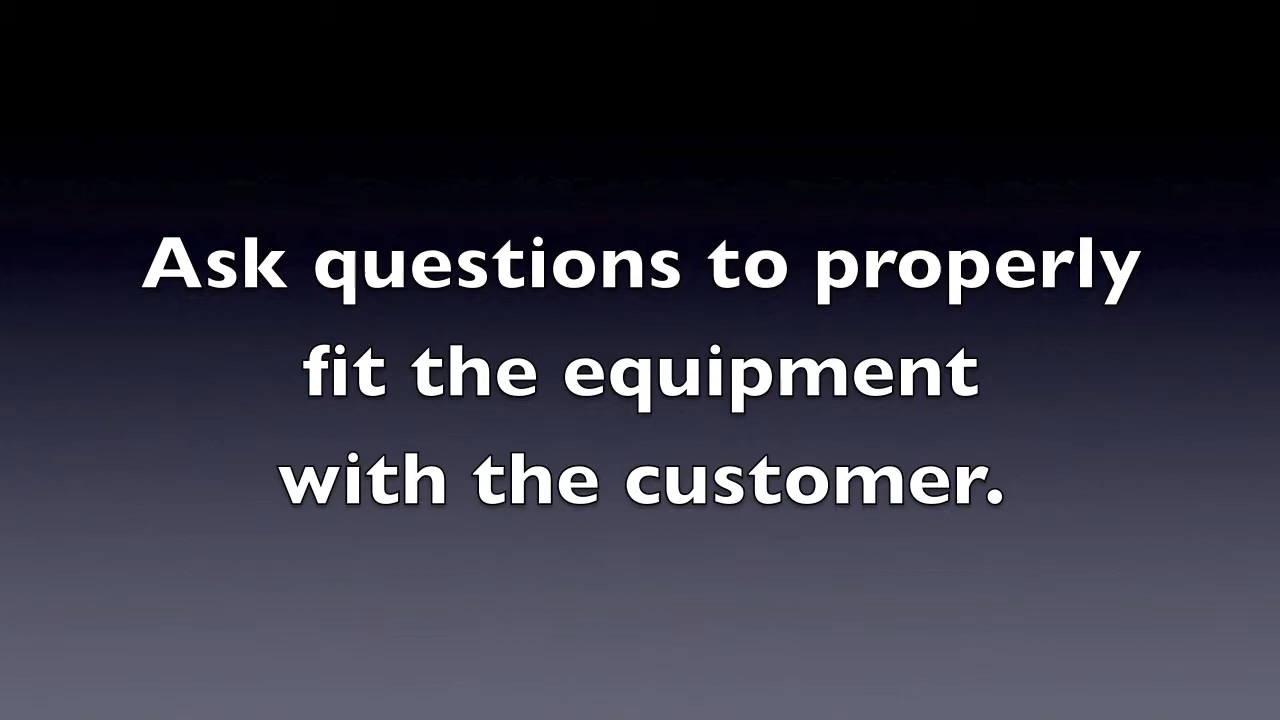 Ask questions to properly
fit the equipment
with the customer.